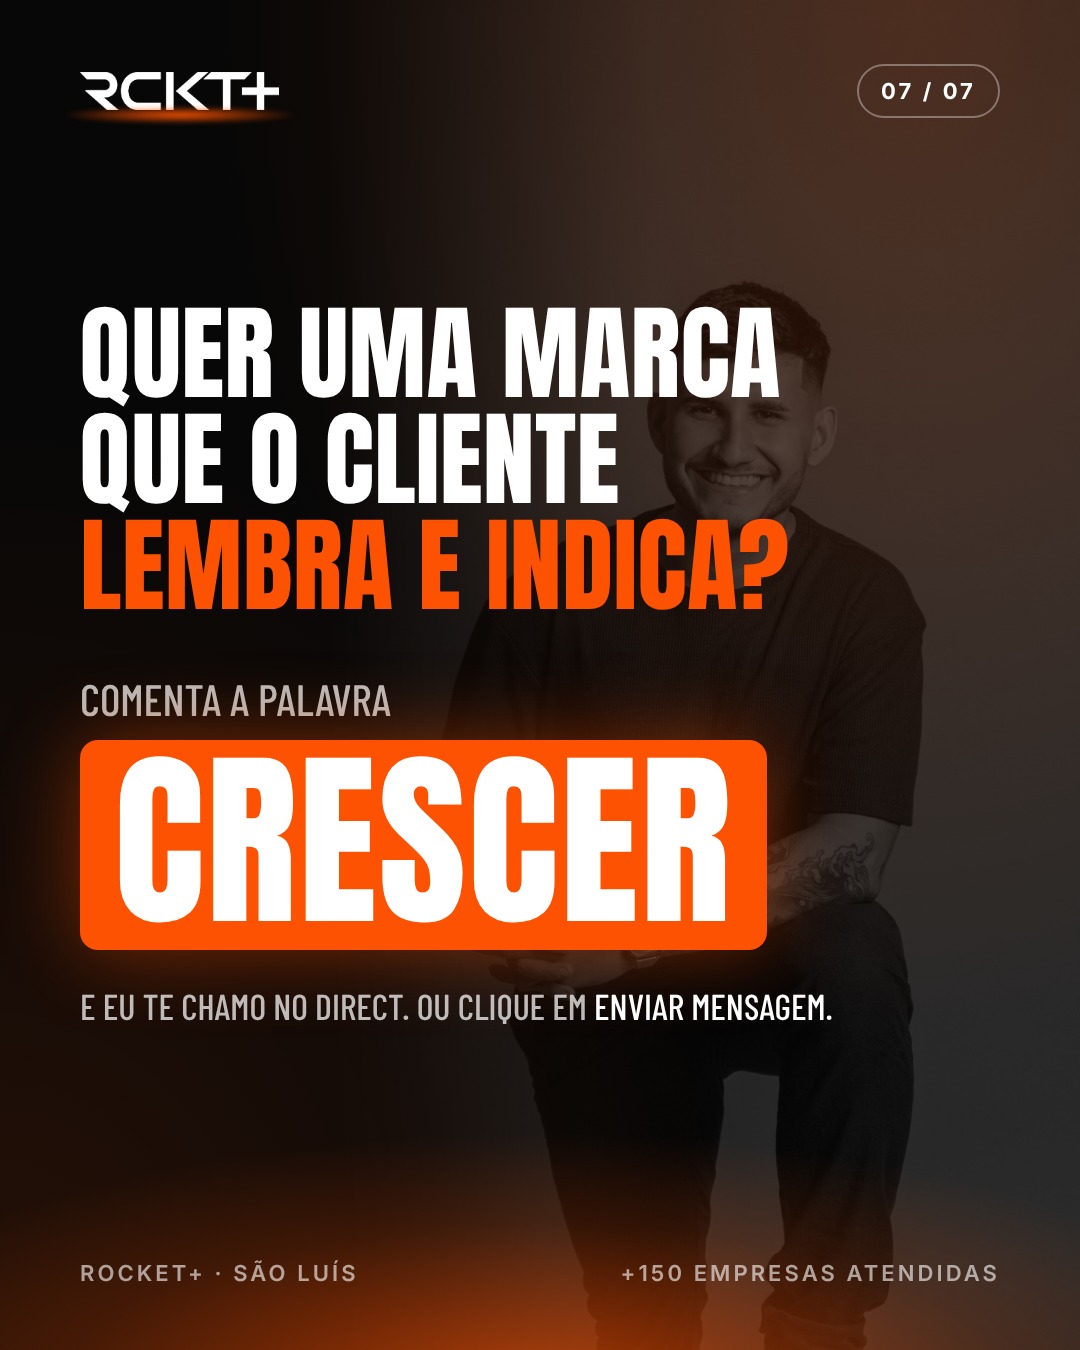 RCKT+
07 / 07
QUER UMA MARCA
QUE O CLIENTE
LEMBRA E INDICA?
COMENTA A PALAVRA
CRESCER
E EU TE CHAMO NO DIRECT. OU CLIQUE EM ENVIAR MENSAGEM.
ROCKET+ · SÃO LUÍS
+150 EMPRESAS ATENDIDAS